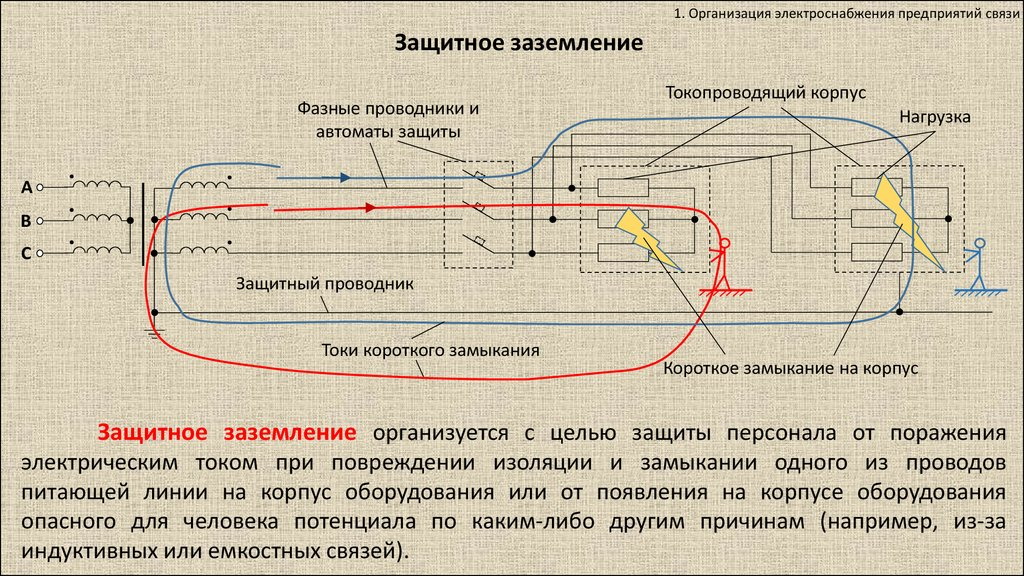 1. Организация электроснабжения предприятий связи
Защитное заземление
Токопроводящий корпус
Фазные проводники и
автоматы защиты
Нагрузка
A
B
C
Защитный проводник
Токи короткого замыкания
Короткое замыкание на корпус
Защитное заземление организуется с целью защиты персонала от поражения
электрическим током при повреждении изоляции и замыкании одного из проводов
питающей линии на корпус оборудования или от появления на корпусе оборудования
опасного для человека потенциала по каким-либо другим причинам (например, из-за
индуктивных или емкостных связей).